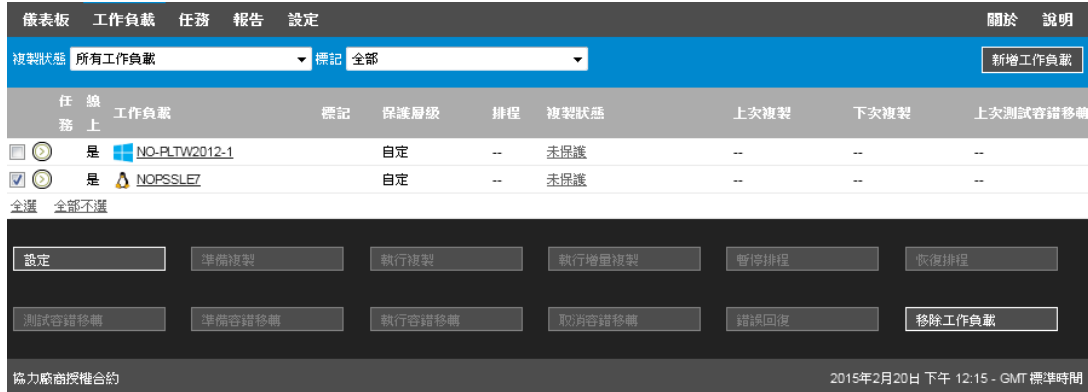 儀表板 工作負載 任務 報告 設定 關於 說明
複製狀態 所有工作負載 標記 全部 新增工作負載
任務 線上 工作負載 標記 保護層級 排程 複製狀態 上次複製 下次複製 上次測試容錯移轉
是 NO-PLTW2012-1 自定 -- 未保護 -- -- --
是 NOPSSLE7 自定 -- 未保護 -- -- --
全選 全部不選
設定 準備複製 執行複製 執行增量複製 暫停排程 恢復排程
測試容錯移轉 準備容錯移轉 執行容錯移轉 取消容錯移轉 錯誤回復 移除工作負載
協力廠商授權合約 2015年2月20日 下午 12:15 - GMT 標準時間